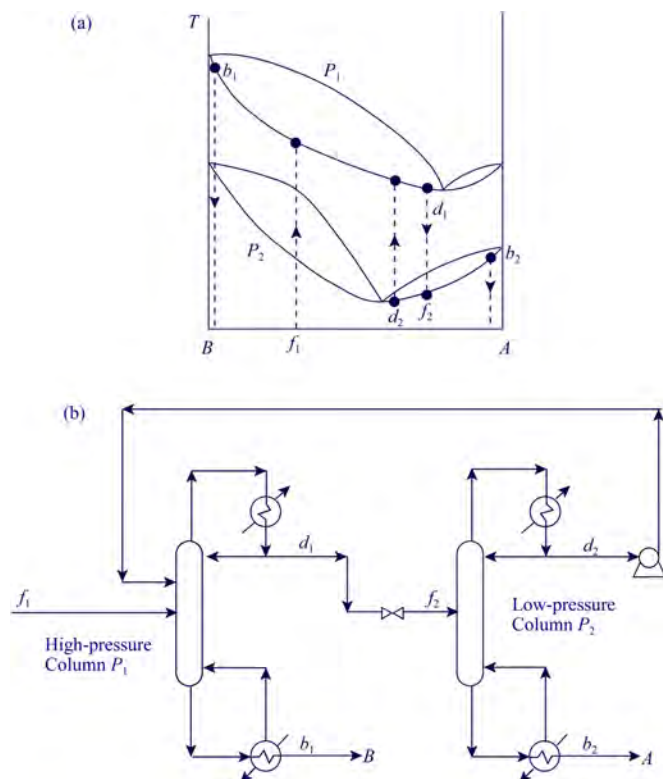 (a)
T
b₁
P₁
d₁
P₂
b₂
d₂
f₂
B
f₁
A
(b)
d₁
d₂
f₁
f₂
High-pressure
Column P₁
Low-pressure
Column P₂
b₁
B
b₂
A